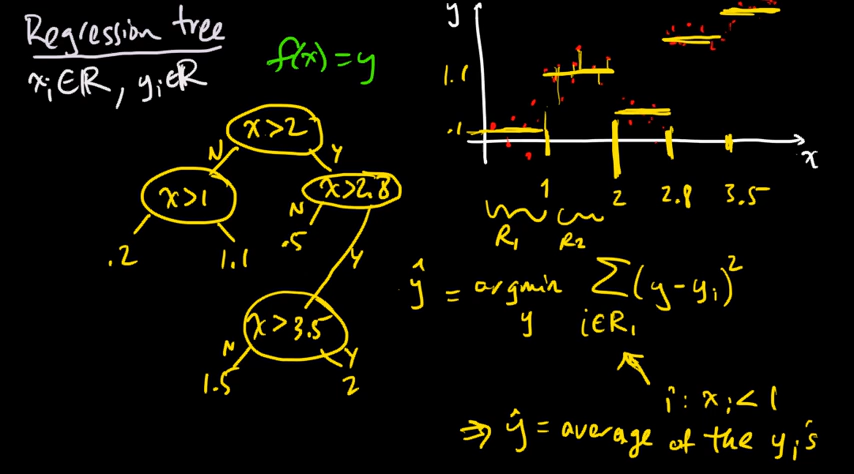 Regression tree
xᵢ∈ℝ, yᵢ∈ℝ
f(x) = y
x>2
N
Y
x>1
x>2.8
.2
1.1
N
.5
Y
x>3.5
N
Y
1.5
2
y
1.1
.1
x
1
2
2.8
3.5
R₁
R₂
ŷ = argmin Σ(y-yᵢ)²
y
i∈R₁
i: xᵢ<1
⇒ ŷ = average of the yᵢ's